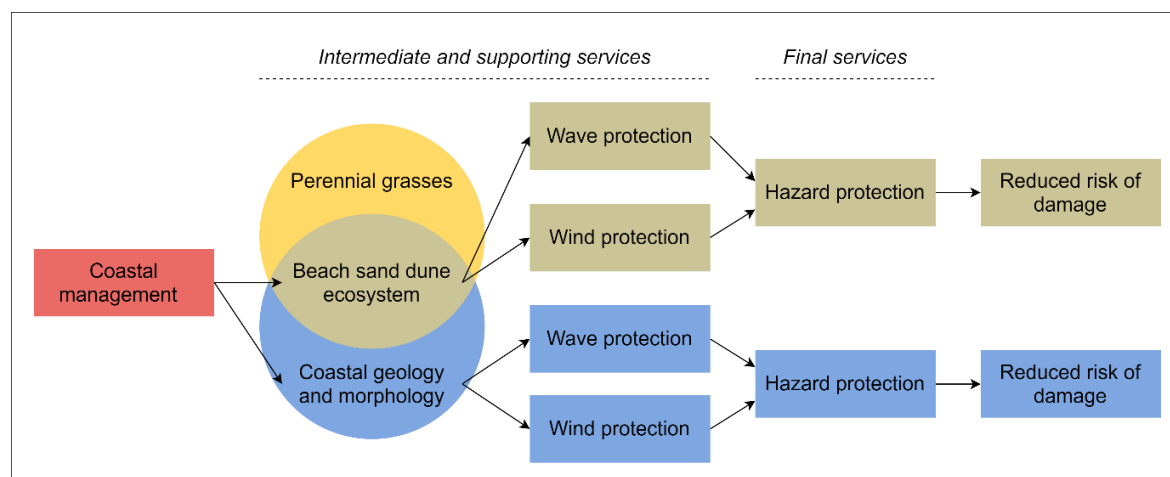 Intermediate and supporting services
Final services
Perennial grasses
Beach sand dune
ecosystem
Coastal geology
and morphology
Coastal
management
Wave protection
Wind protection
Hazard protection
Reduced risk of
damage
Wave protection
Wind protection
Hazard protection
Reduced risk of
damage